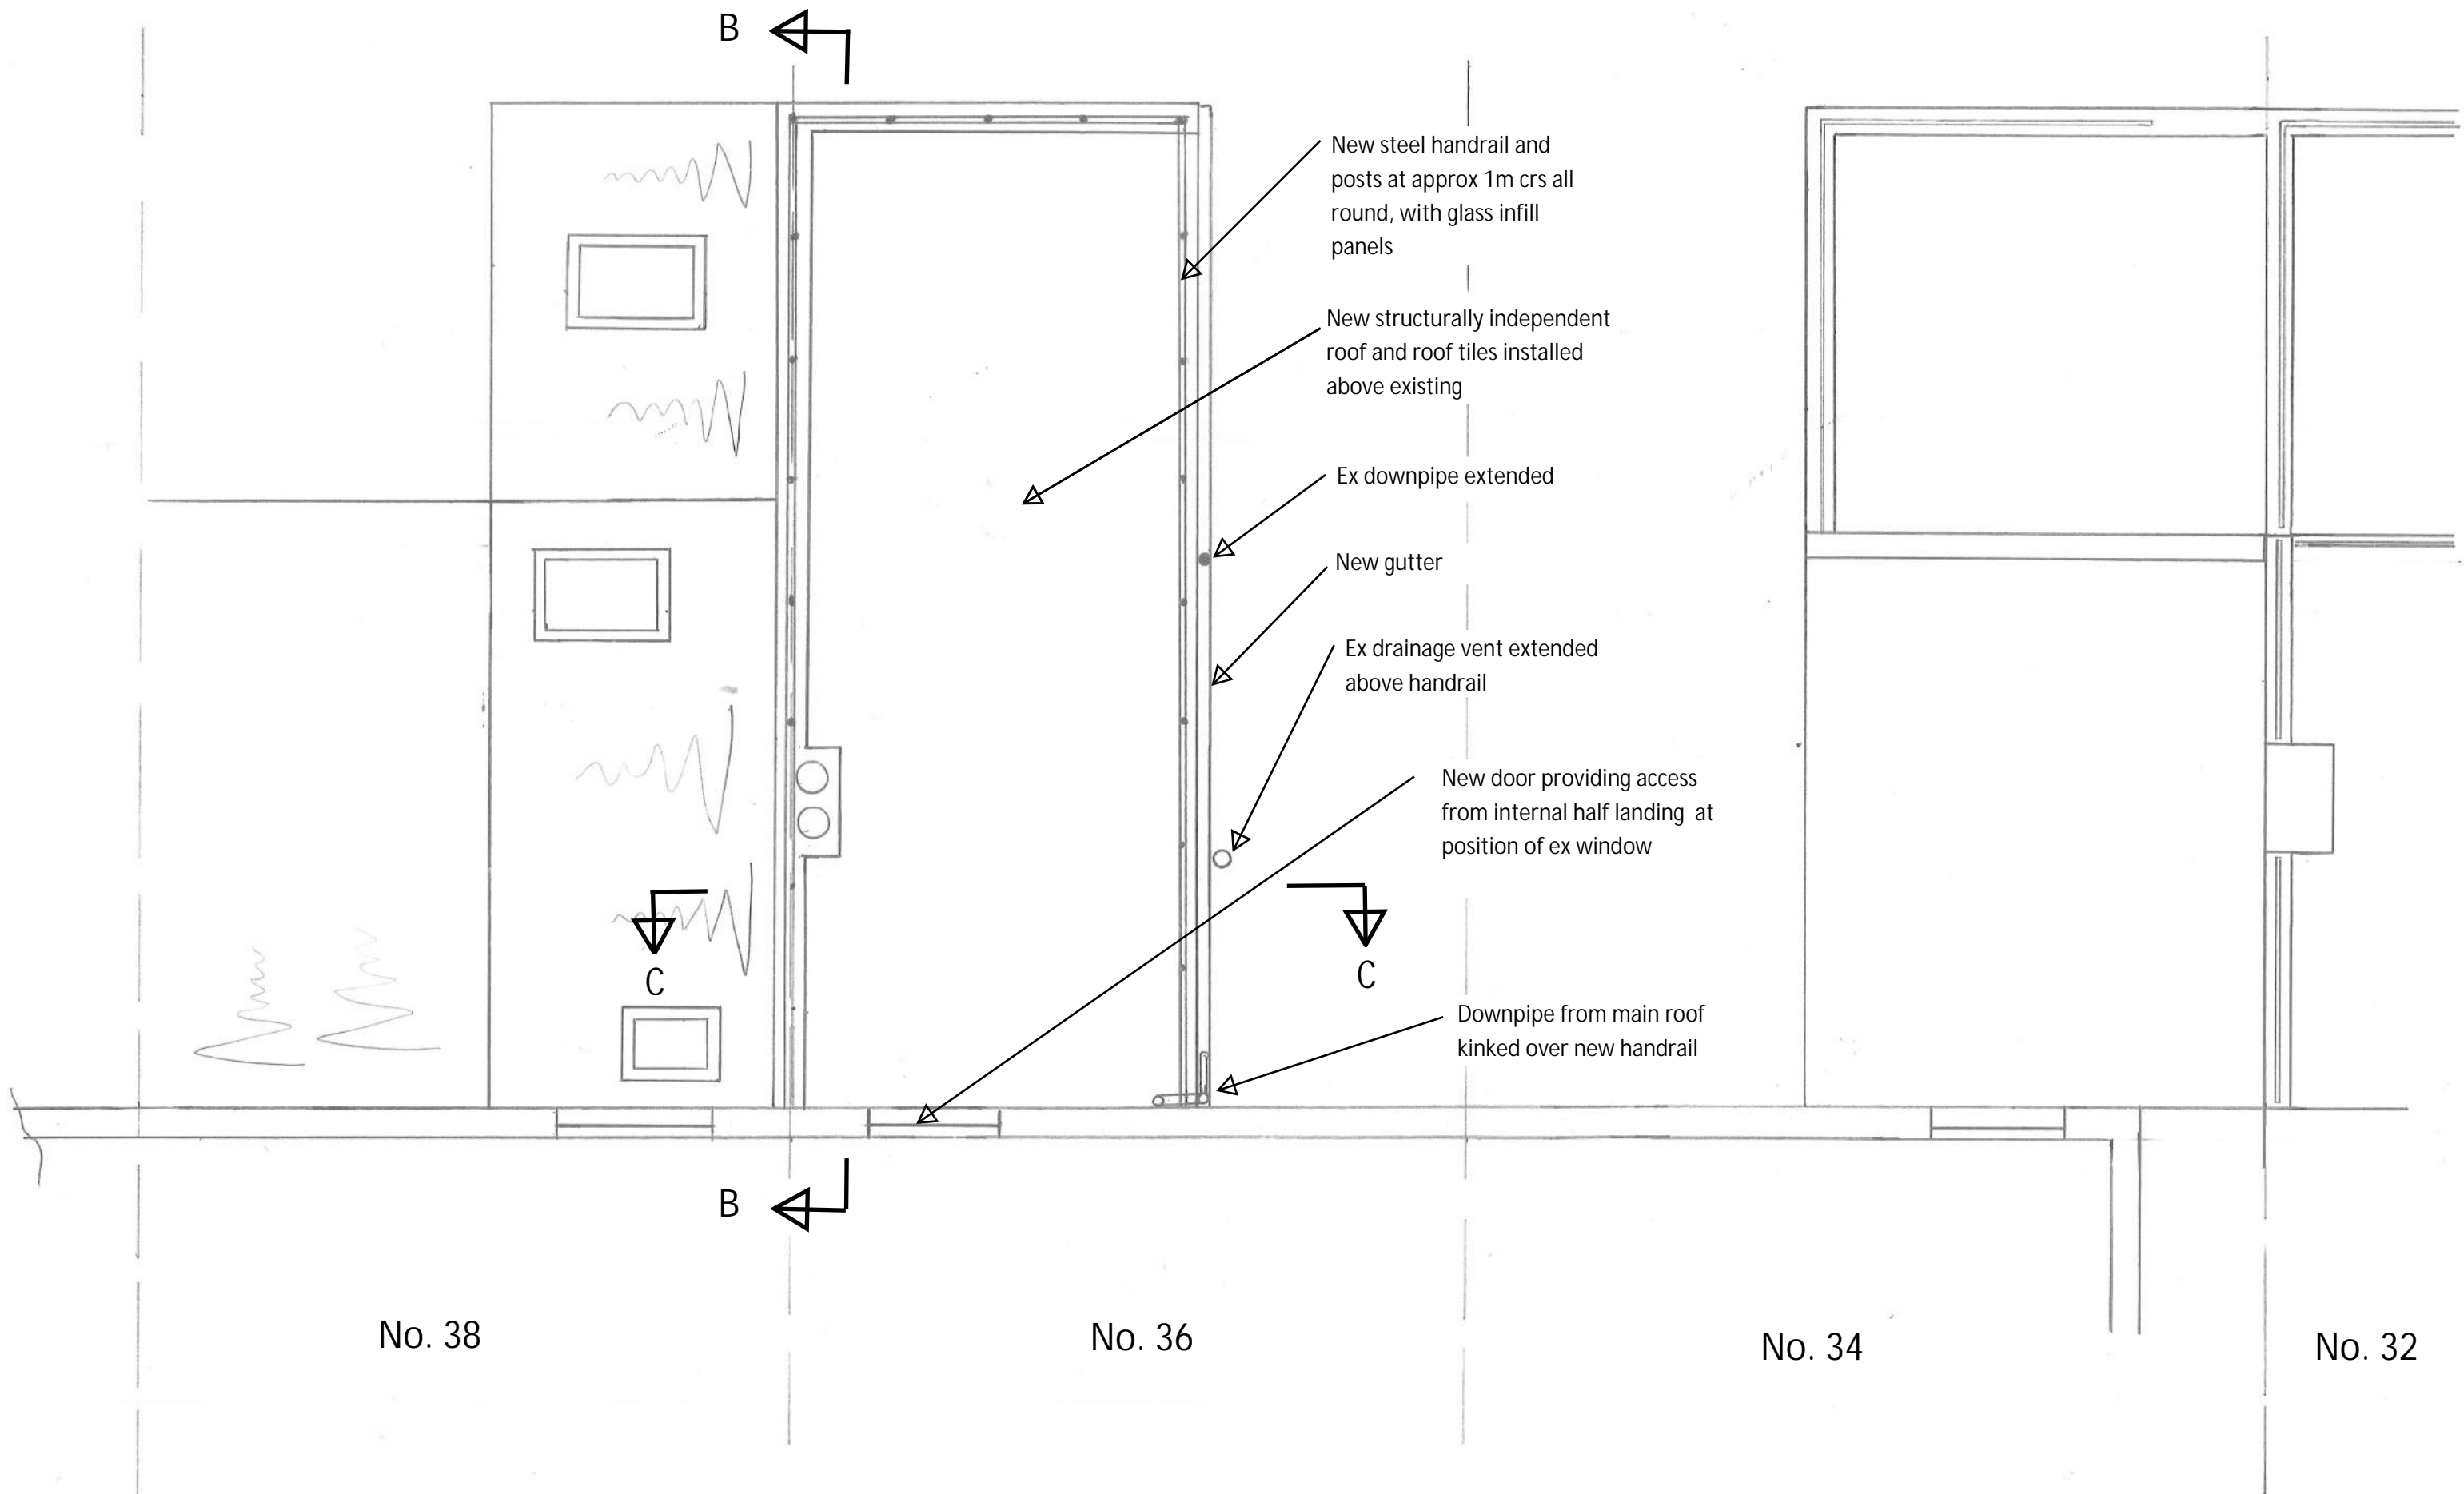 B
New steel handrail and
posts at approx 1m crs all
round, with glass infill
panels
New structurally independent
roof and roof tiles installed
above existing
Ex downpipe extended
New gutter
Ex drainage vent extended
above handrail
New door providing access
from internal half landing at
position of ex window
C
C
Downpipe from main roof
kinked over new handrail
B
No. 38
No. 36
No. 34
No. 32